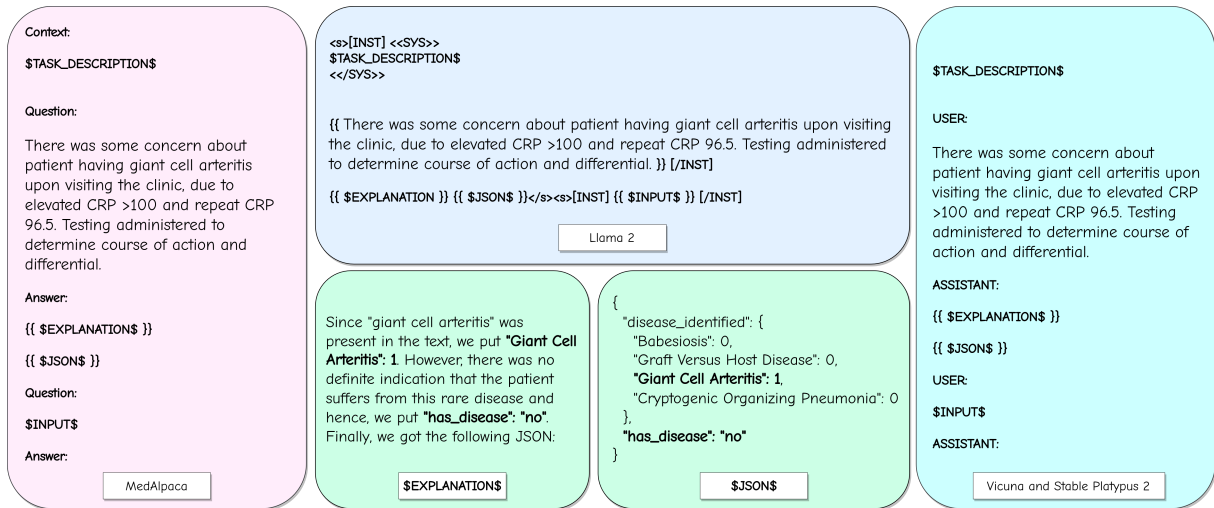 Context:
$TASK_DESCRIPTION$
Question:
There was some concern about
patient having giant cell arteritis
upon visiting the clinic, due to
elevated CRP >100 and repeat CRP
96.5. Testing administered to
determine course of action and
differential.
Answer:
{{ $EXPLANATION$ }}
{{ $JSON$ }}
Question:
$INPUT$
Answer:
MedAlpaca
<s>[INST] <<SYS>>
$TASK_DESCRIPTION$
<</SYS>>
{{ There was some concern about patient having giant cell arteritis upon visiting
the clinic, due to elevated CRP >100 and repeat CRP 96.5. Testing administered
to determine course of action and differential. }} [/INST]
{{ $EXPLANATION }} {{ $JSON$ }}</s><s>[INST] {{ $INPUT$ }} [/INST]
Llama 2
Since "giant cell arteritis" was
present in the text, we put "Giant Cell
Arteritis": 1. However, there was no
definite indication that the patient
suffers from this rare disease and
hence, we put "has_disease": "no".
Finally, we got the following JSON:
$EXPLANATION$
{
"disease_identified": {
"Babesiosis": 0,
"Graft Versus Host Disease": 0,
"Giant Cell Arteritis": 1,
"Cryptogenic Organizing Pneumonia": 0
},
"has_disease": "no"
}
$JSON$
$TASK_DESCRIPTION$
USER:
There was some concern about
patient having giant cell arteritis upon
visiting the clinic, due to elevated CRP
>100 and repeat CRP 96.5. Testing
administered to determine course of
action and differential.
ASSISTANT:
{{ $EXPLANATION$ }}
{{ $JSON$ }}
USER:
$INPUT$
ASSISTANT:
Vicuna and Stable Platypus 2